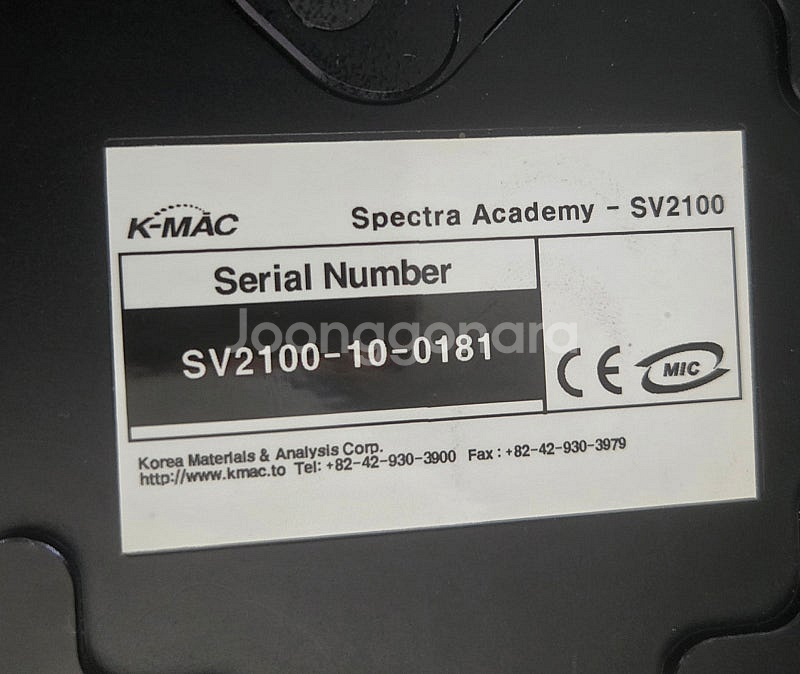 K-MAC
Spectra Academy - SV2100
Serial Number
Joonggonara
SV2100-10-0181
CE MIC
Korea Materials & Analysis Corp.
http://www.kmac.to Tel: +82-42-930-3900 Fax : +82-42-930-3979